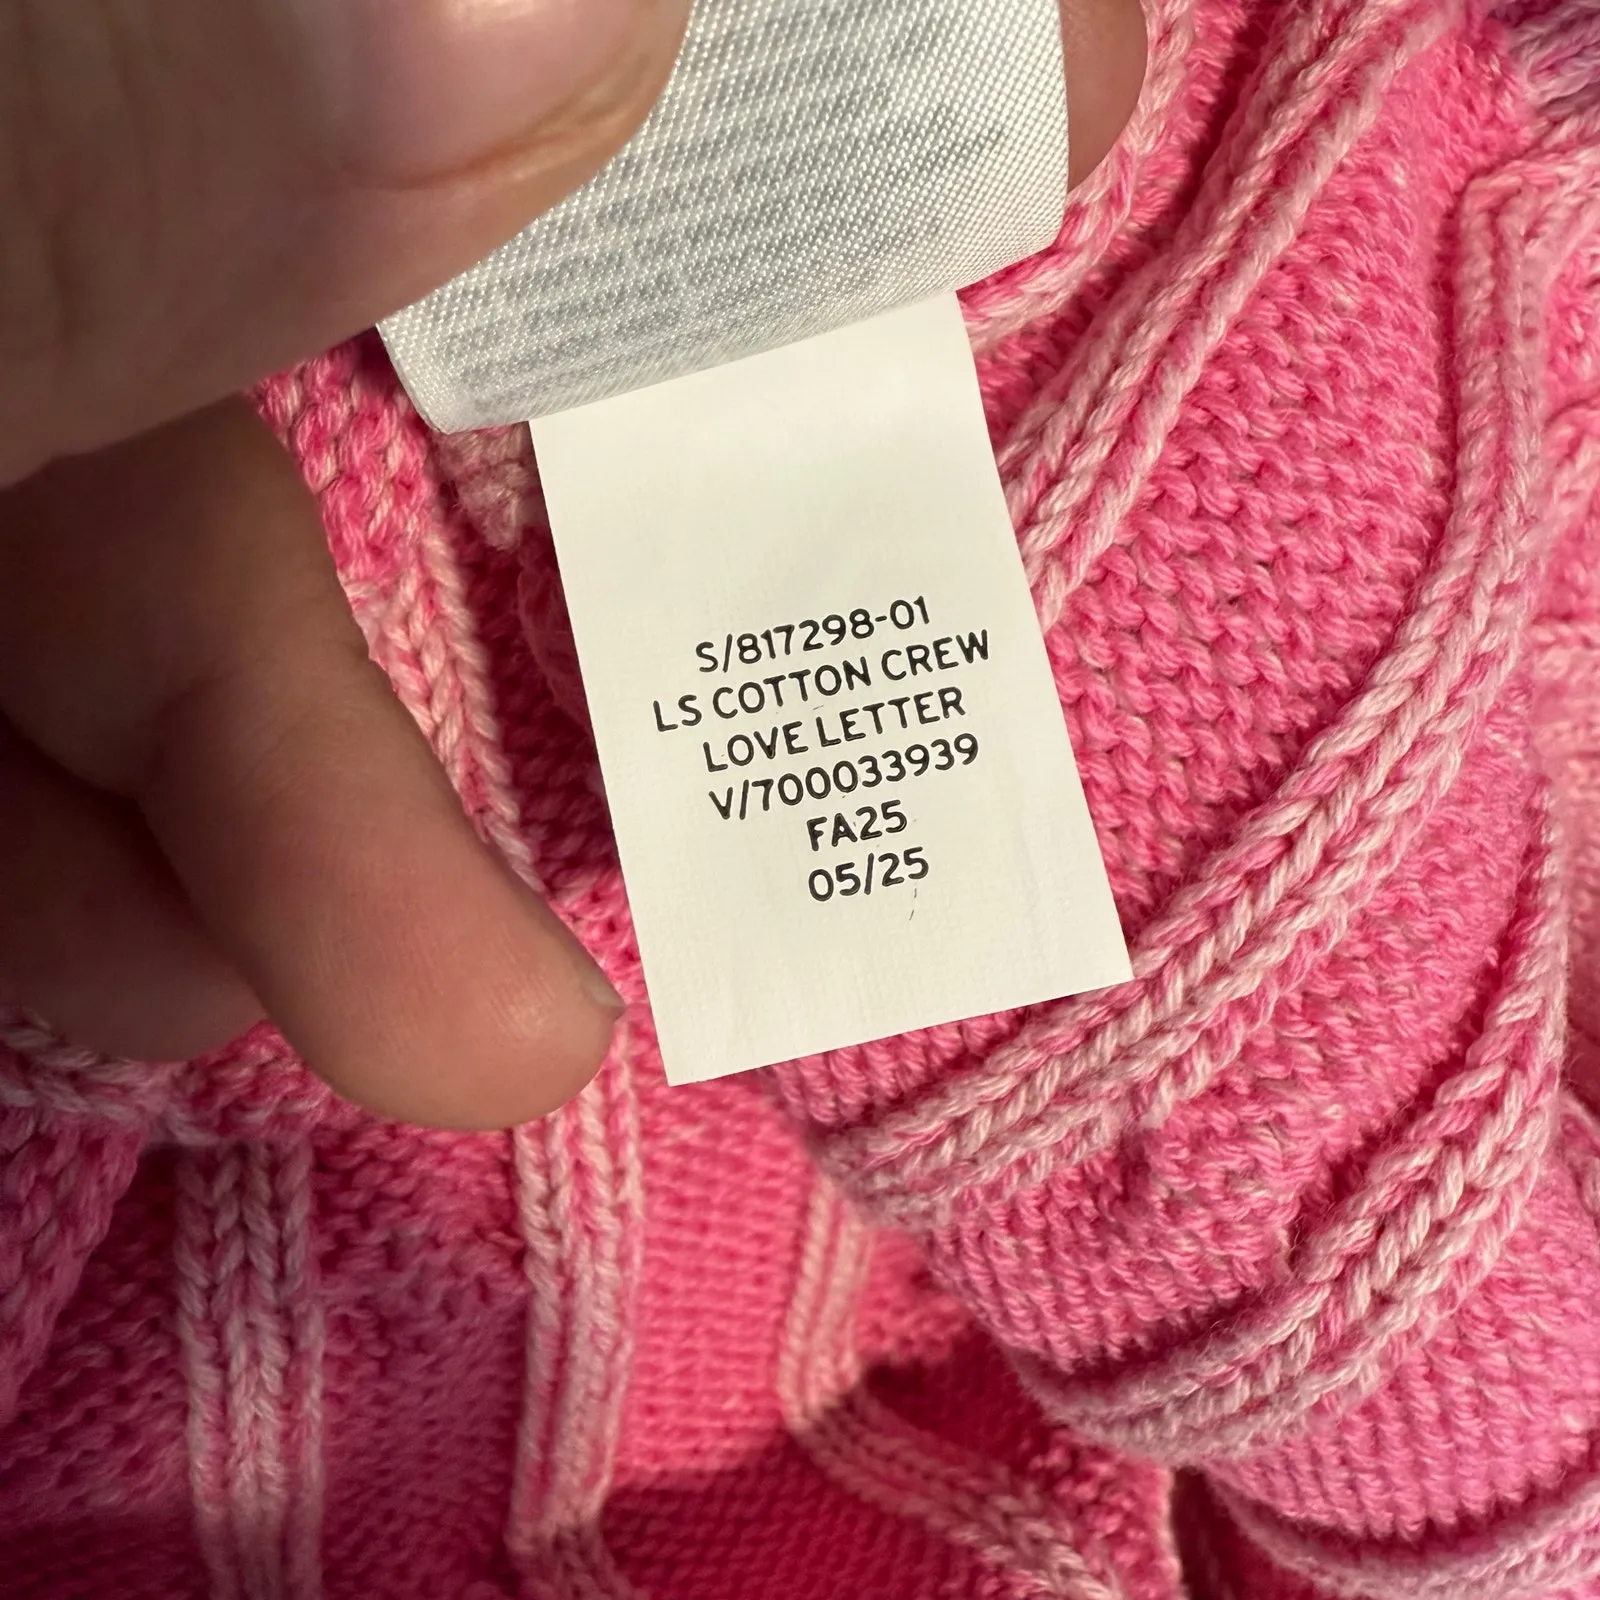 S/817298-01
LS COTTON CREW
LOVE LETTER
V/700033939
FA25
05/25